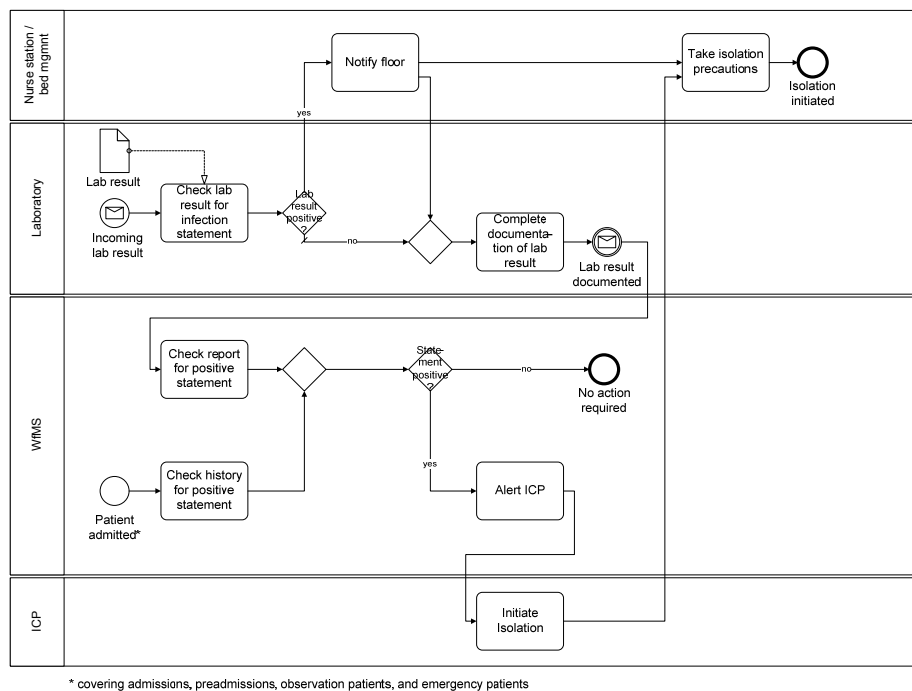 Nurse station /
bed mgmnt
Notify floor
Take isolation
precautions
Isolation
initiated
yes
Laboratory
Lab result
Incoming
lab result
Check lab
result for
infection
statement
Lab
result
positive
?
no
Complete
documenta-
tion of lab
result
Lab result
documented
WfMS
Check report
for positive
statement
State-
ment
positive
?
no
No action
required
yes
Check history
for positive
statement
Alert ICP
Patient
admitted*
ICP
Initiate
Isolation
* covering admissions, preadmissions, observation patients, and emergency patients